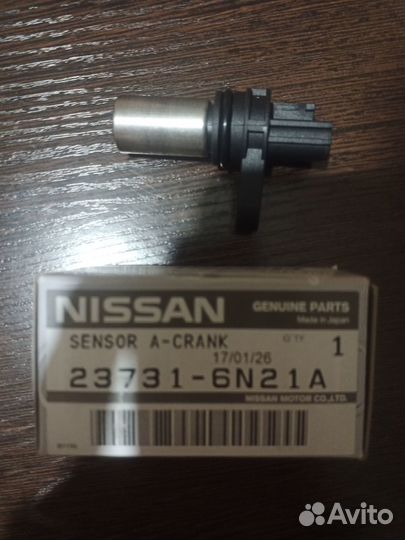 NISSAN
GENUINE PARTS
Made in Japan
SENSOR A-CRANK
Q'TY
1
17/01/26
23731-6N21A
NISSAN MOTOR CO.,LTD.
Avito